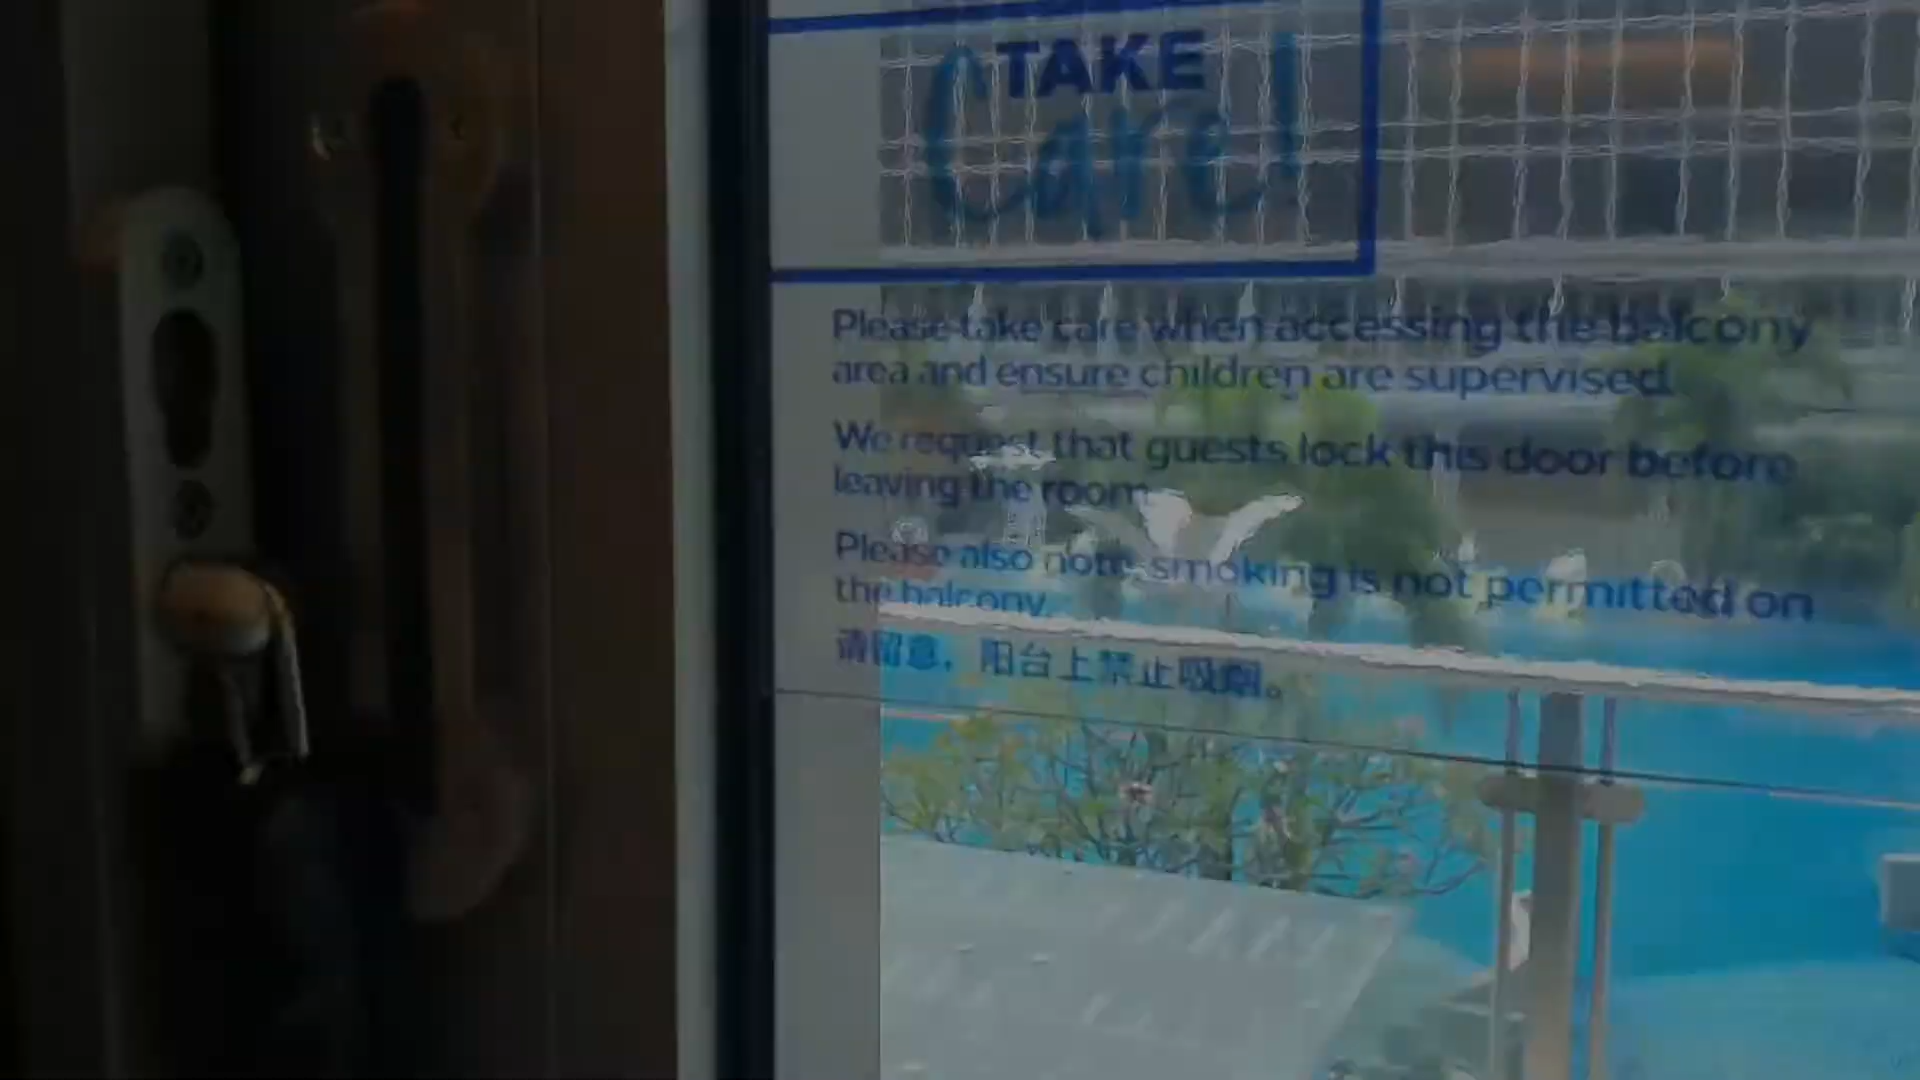 TAKE
Care!
Please take care when accessing the balcony
area and ensure children are supervised.
We request that guests lock this door before
leaving the room.
Please also note smoking is not permitted on
the balcony.
请留意，阳台上禁止吸烟。